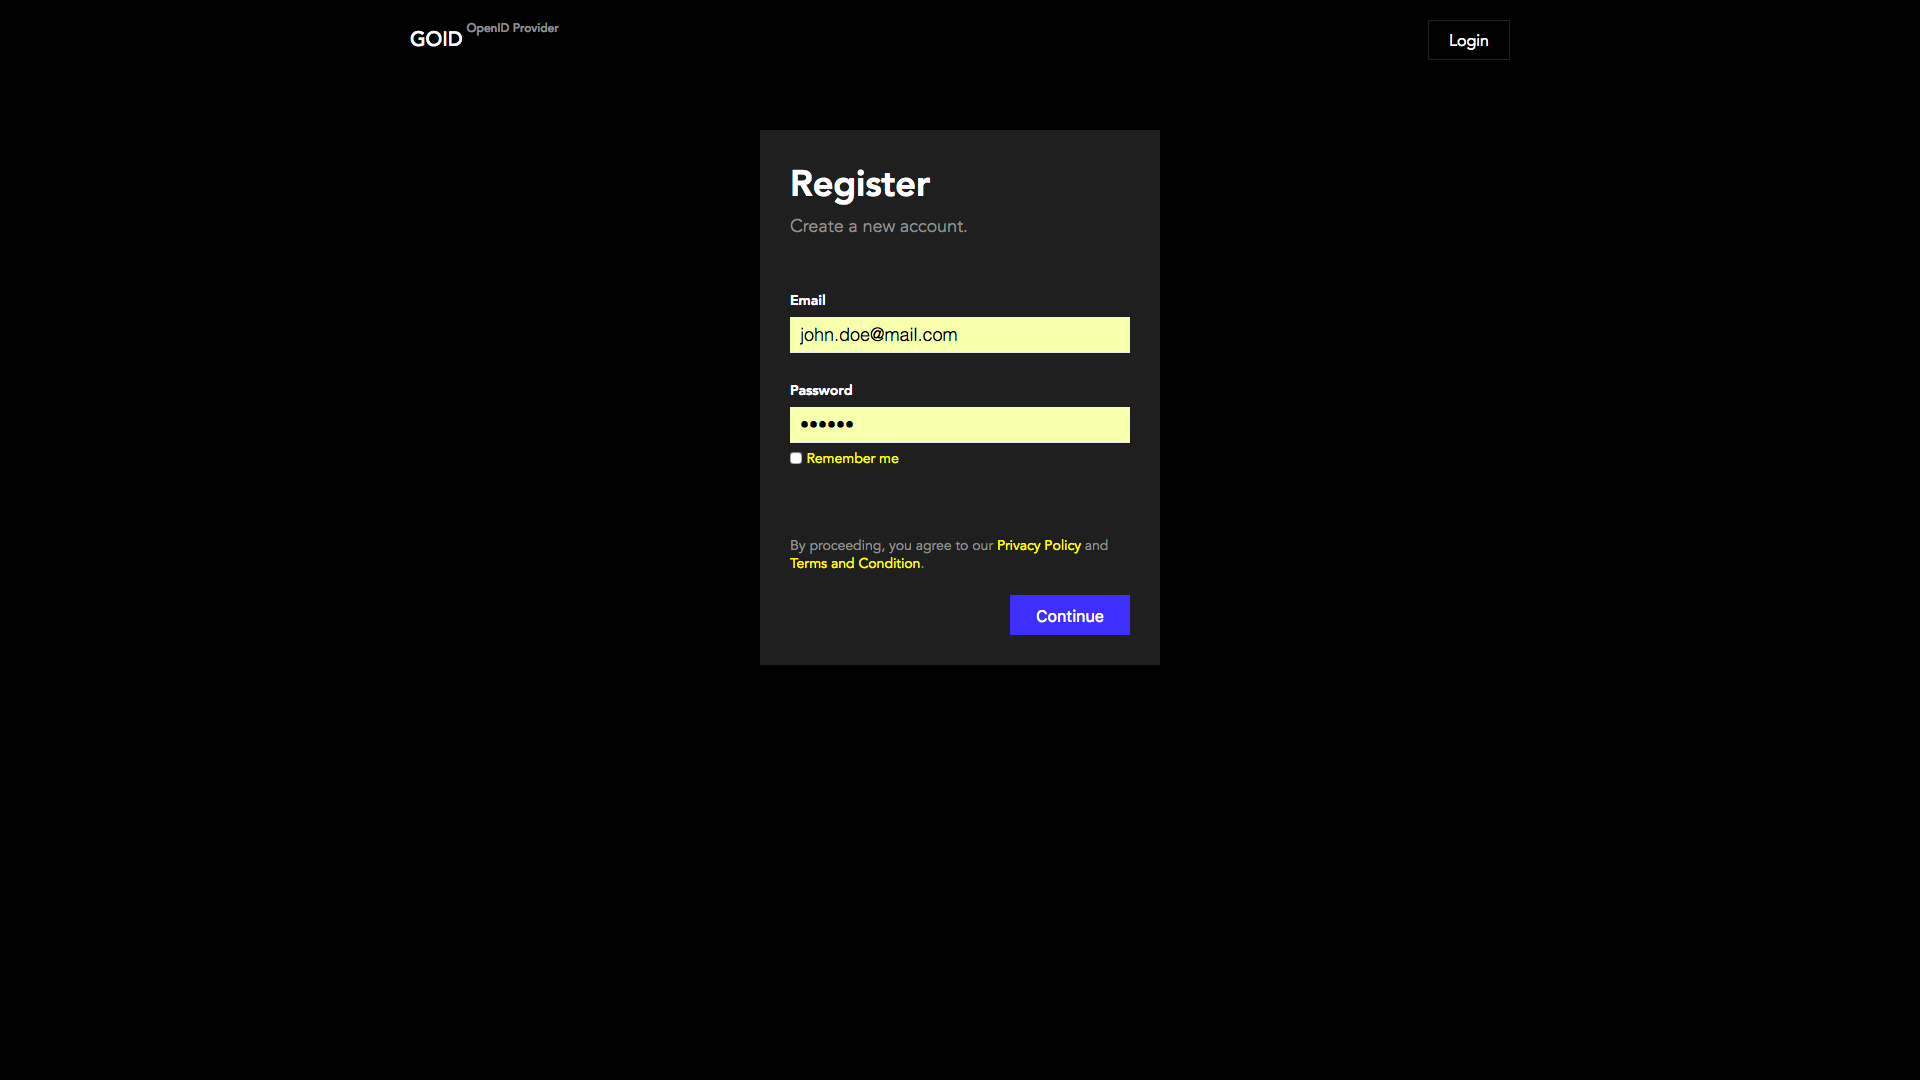 GOID OpenID Provider
Login
Register
Create a new account.
Email
john.doe@mail.com
Password
••••••
Remember me
By proceeding, you agree to our Privacy Policy and
Terms and Condition.
Continue